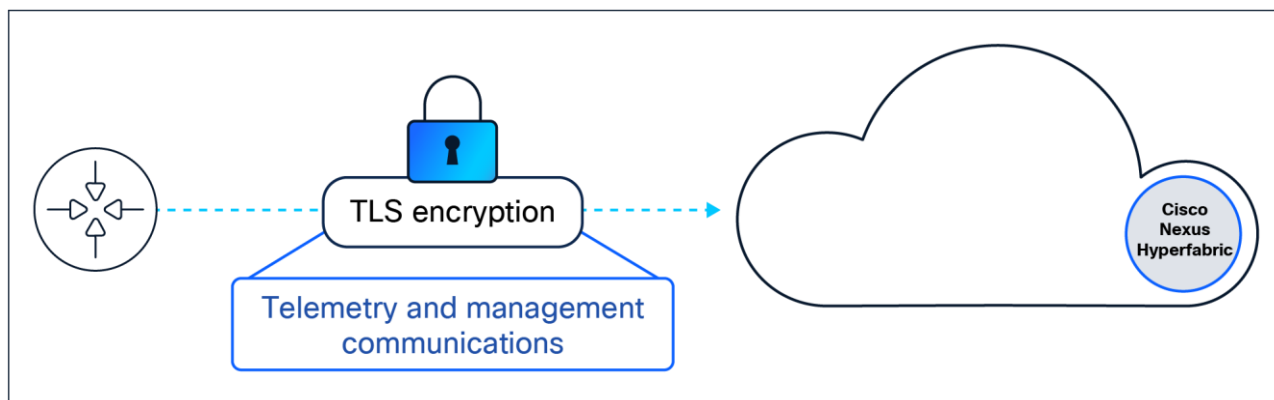 TLS encryption
Telemetry and management
communications
Cisco
Nexus
Hyperfabric